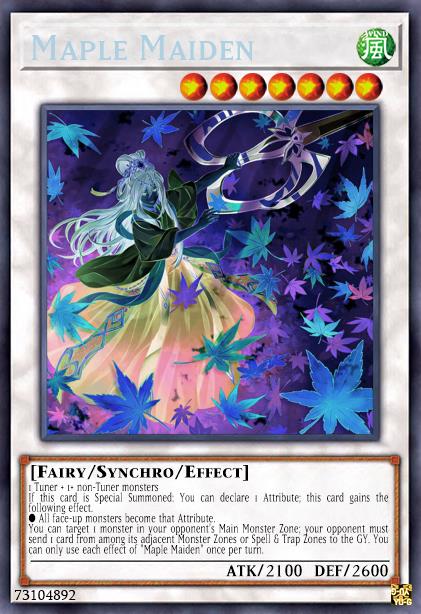 Maple Maiden
WIND
風
[Fairy/Synchro/Effect]
1 Tuner + 1+ non-Tuner monsters
If this card is Special Summoned: You can declare 1 Attribute; this card gains the
following effect.
● All face-up monsters become that Attribute.
You can target 1 monster in your opponent's Main Monster Zone; your opponent must
send 1 card from among its adjacent Monster Zones or Spell & Trap Zones to the GY. You
can only use each effect of "Maple Maiden" once per turn.
ATK/2100 DEF/2600
73104892